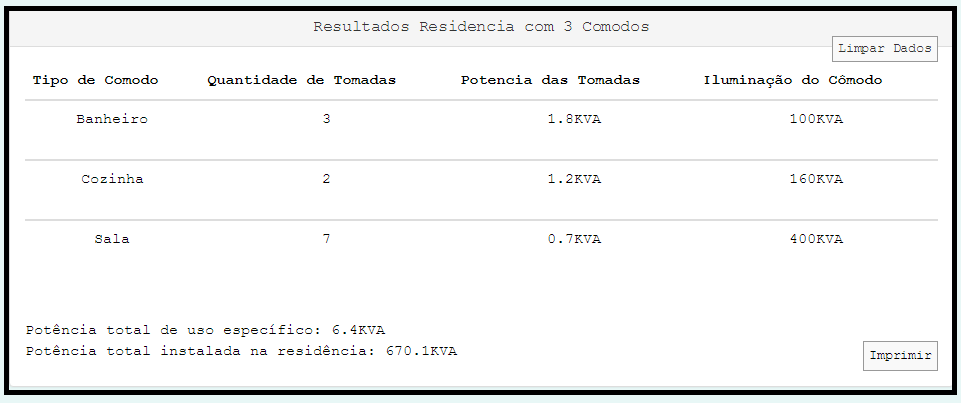 Resultados Residencia com 3 Comodos
Limpar Dados
Tipo de Comodo Quantidade de Tomadas Potencia das Tomadas Iluminação do Cômodo
Banheiro 3 1.8KVA 100KVA
Cozinha 2 1.2KVA 160KVA
Sala 7 0.7KVA 400KVA
Potência total de uso específico: 6.4KVA
Potência total instalada na residência: 670.1KVA
Imprimir